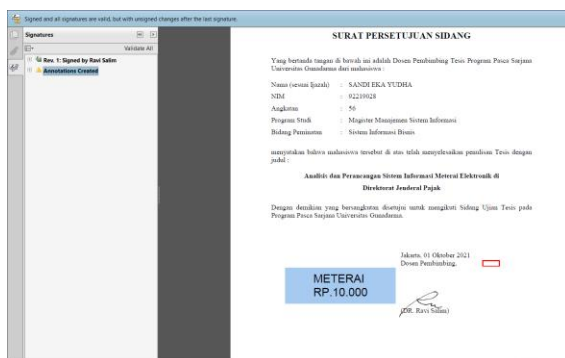 Signed and all signatures are valid, but with unsigned changes after the last signature.
Signatures
Validate All
Rev. 1: Signed by Ravi Salim
Annotations Created
SURAT PERSETUJUAN SIDANG
Yang bertanda tangan di bawah ini adalah Dosen Pembimbing Tesis Program Pasca Sarjana
Universitas Gunadarma dari mahasiswa :
Nama (sesuai Ijazah) : SANDI EKA YUDHA
NIM : 92219028
Angkatan : 56
Program Studi : Magister Manajemen Sistem Informasi
Bidang Peminatan : Sistem Informasi Bisnis
menyatakan bahwa mahasiswa tersebut di atas telah menyelesaikan penulisan Tesis dengan
judul :
Analisis dan Perancangan Sistem Informasi Meterai Elektronik di
Direktorat Jenderal Pajak
Dengan demikian yang bersangkutan disetujui untuk mengikuti Sidang Ujian Tesis pada
Program Pasca Sarjana Universitas Gunadarma.
Jakarta, 01 Oktober 2021
Dosen Pembimbing,
METERAI
RP.10.000
(DR. Ravi Salim)